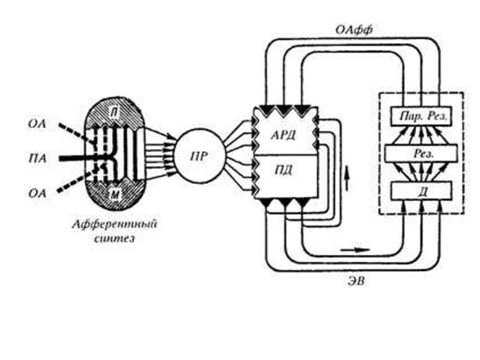 ОАфф
П
ОА
ПА
ОА
М
Афферентный
синтез
ПР
АРД
ПД
Пар. Рез.
Рез.
Д
ЭВ